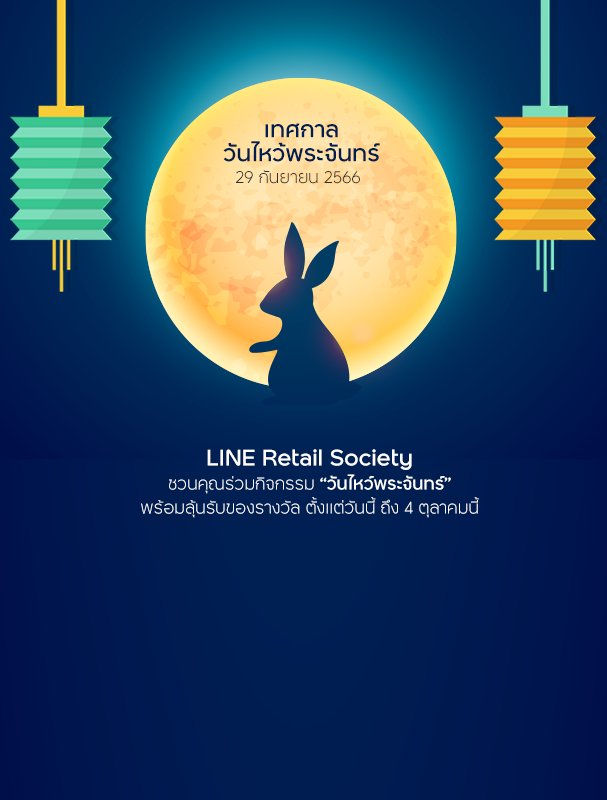 เทศกาล
วันไหว้พระจันทร์
29 กันยายน 2566
LINE Retail Society
ชวนคุณร่วมกิจกรรม “วันไหว์พระจันทร์”
พร้อมลุ้นรับของรางวัล ตั้งแต่วันนี้ ถึง 4 ตุลาคมนี้